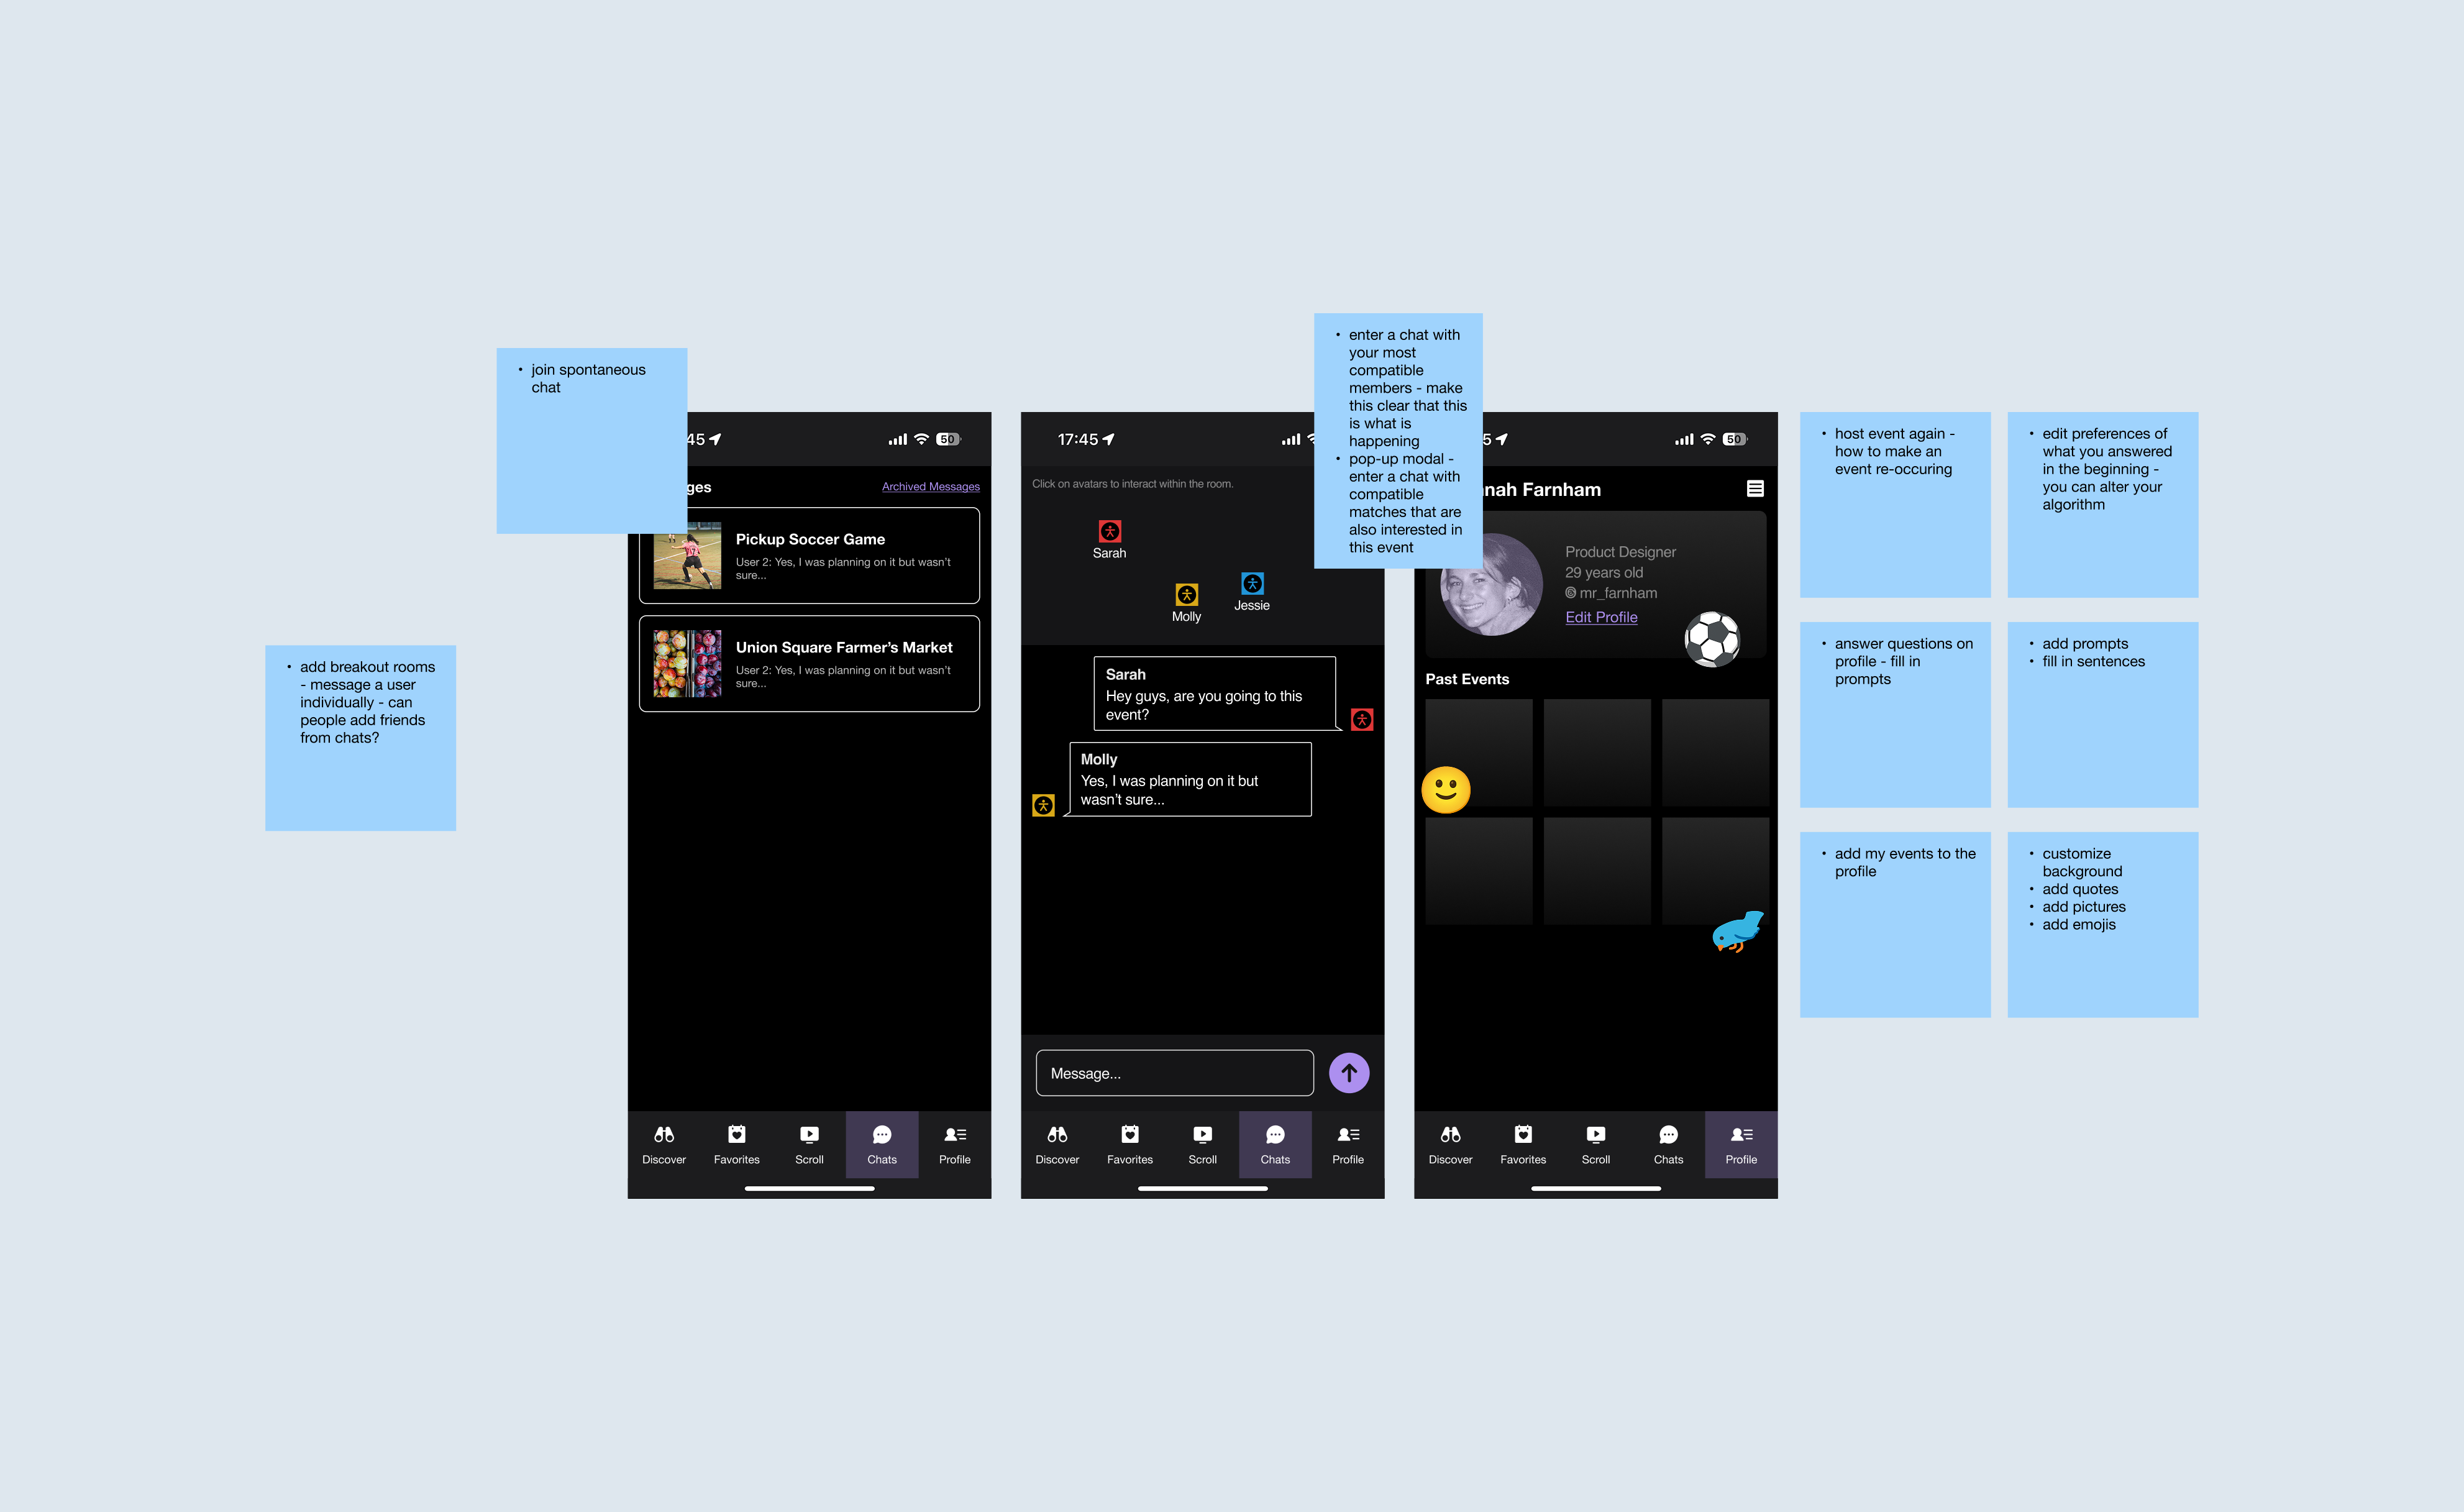 • join spontaneous
chat
• add breakout rooms
- message a user
individually - can
people add friends
from chats?
45
50
ges
Archived Messages
Pickup Soccer Game
User 2: Yes, I was planning on it but wasn't
sure...
Union Square Farmer's Market
User 2: Yes, I was planning on it but wasn't
sure...
Discover
Favorites
Scroll
Chats
Profile
• enter a chat with
your most
compatible
members - make
this clear that this
is what is
happening
• pop-up modal -
enter a chat with
compatible
matches that are
also interested in
this event
17:45
Click on avatars to interact within the room.
Sarah
Molly
Jessie
Sarah
Hey guys, are you going to this
event?
Molly
Yes, I was planning on it but
wasn't sure...
Message...
Discover
Favorites
Scroll
Chats
Profile
5
50
nah Farnham
Product Designer
29 years old
mr_farnham
Edit Profile
Past Events
Discover
Favorites
Scroll
Chats
Profile
• host event again -
how to make an
event re-occuring
• edit preferences of
what you answered
in the beginning -
you can alter your
algorithm
• answer questions on
profile - fill in
prompts
• add prompts
• fill in sentences
• add my events to the
profile
• customize
background
• add quotes
• add pictures
• add emojis